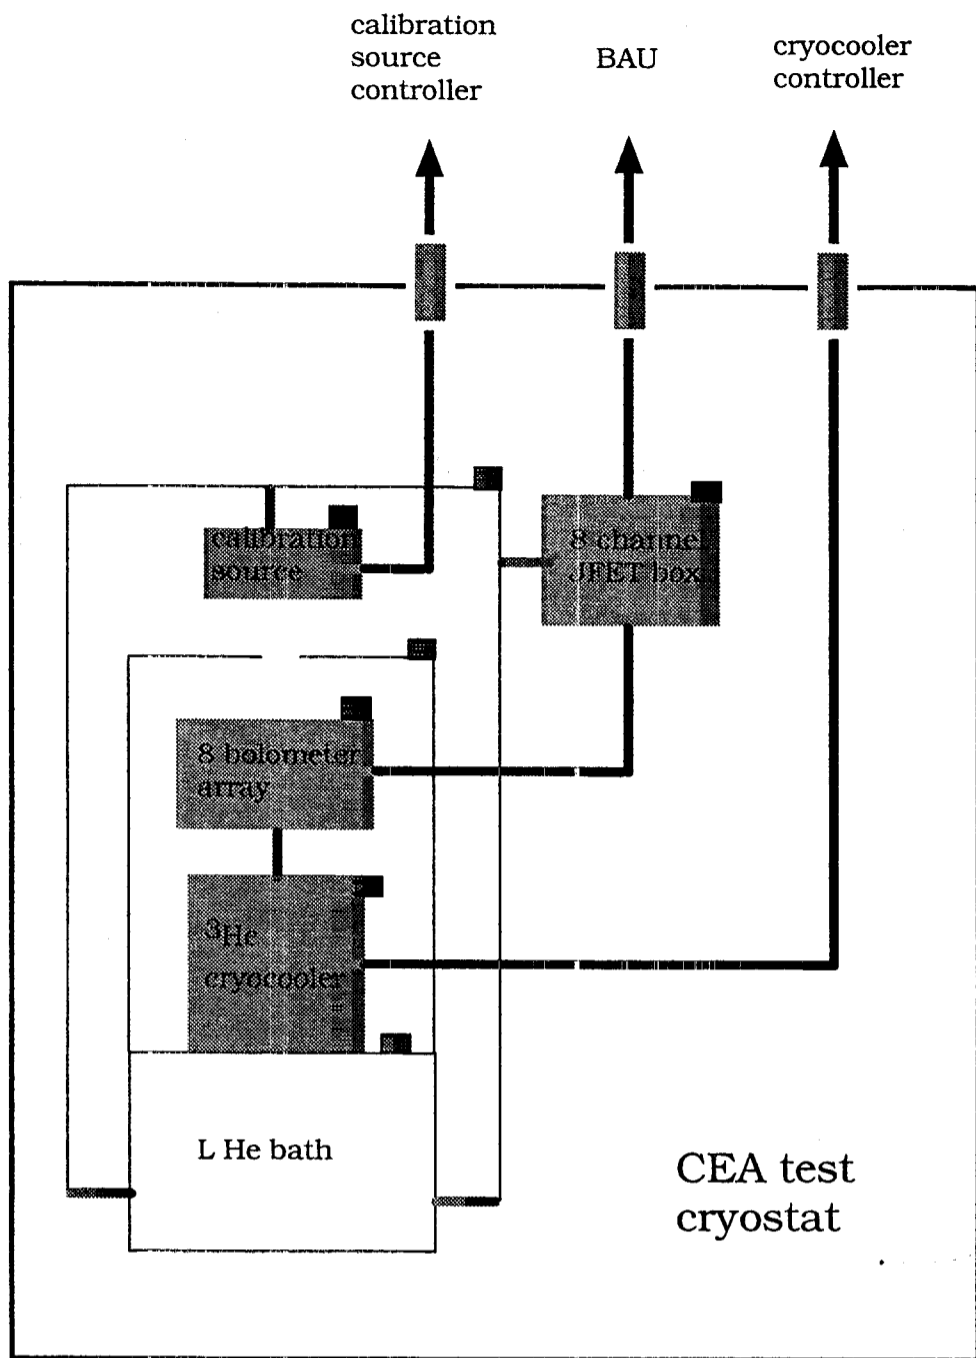 calibration
source
controller
BAU
cryocooler
controller
calibration
source
8 channel
JFET box
8 bolometer
array
3He
cryocooler
L He bath
CEA test
cryostat